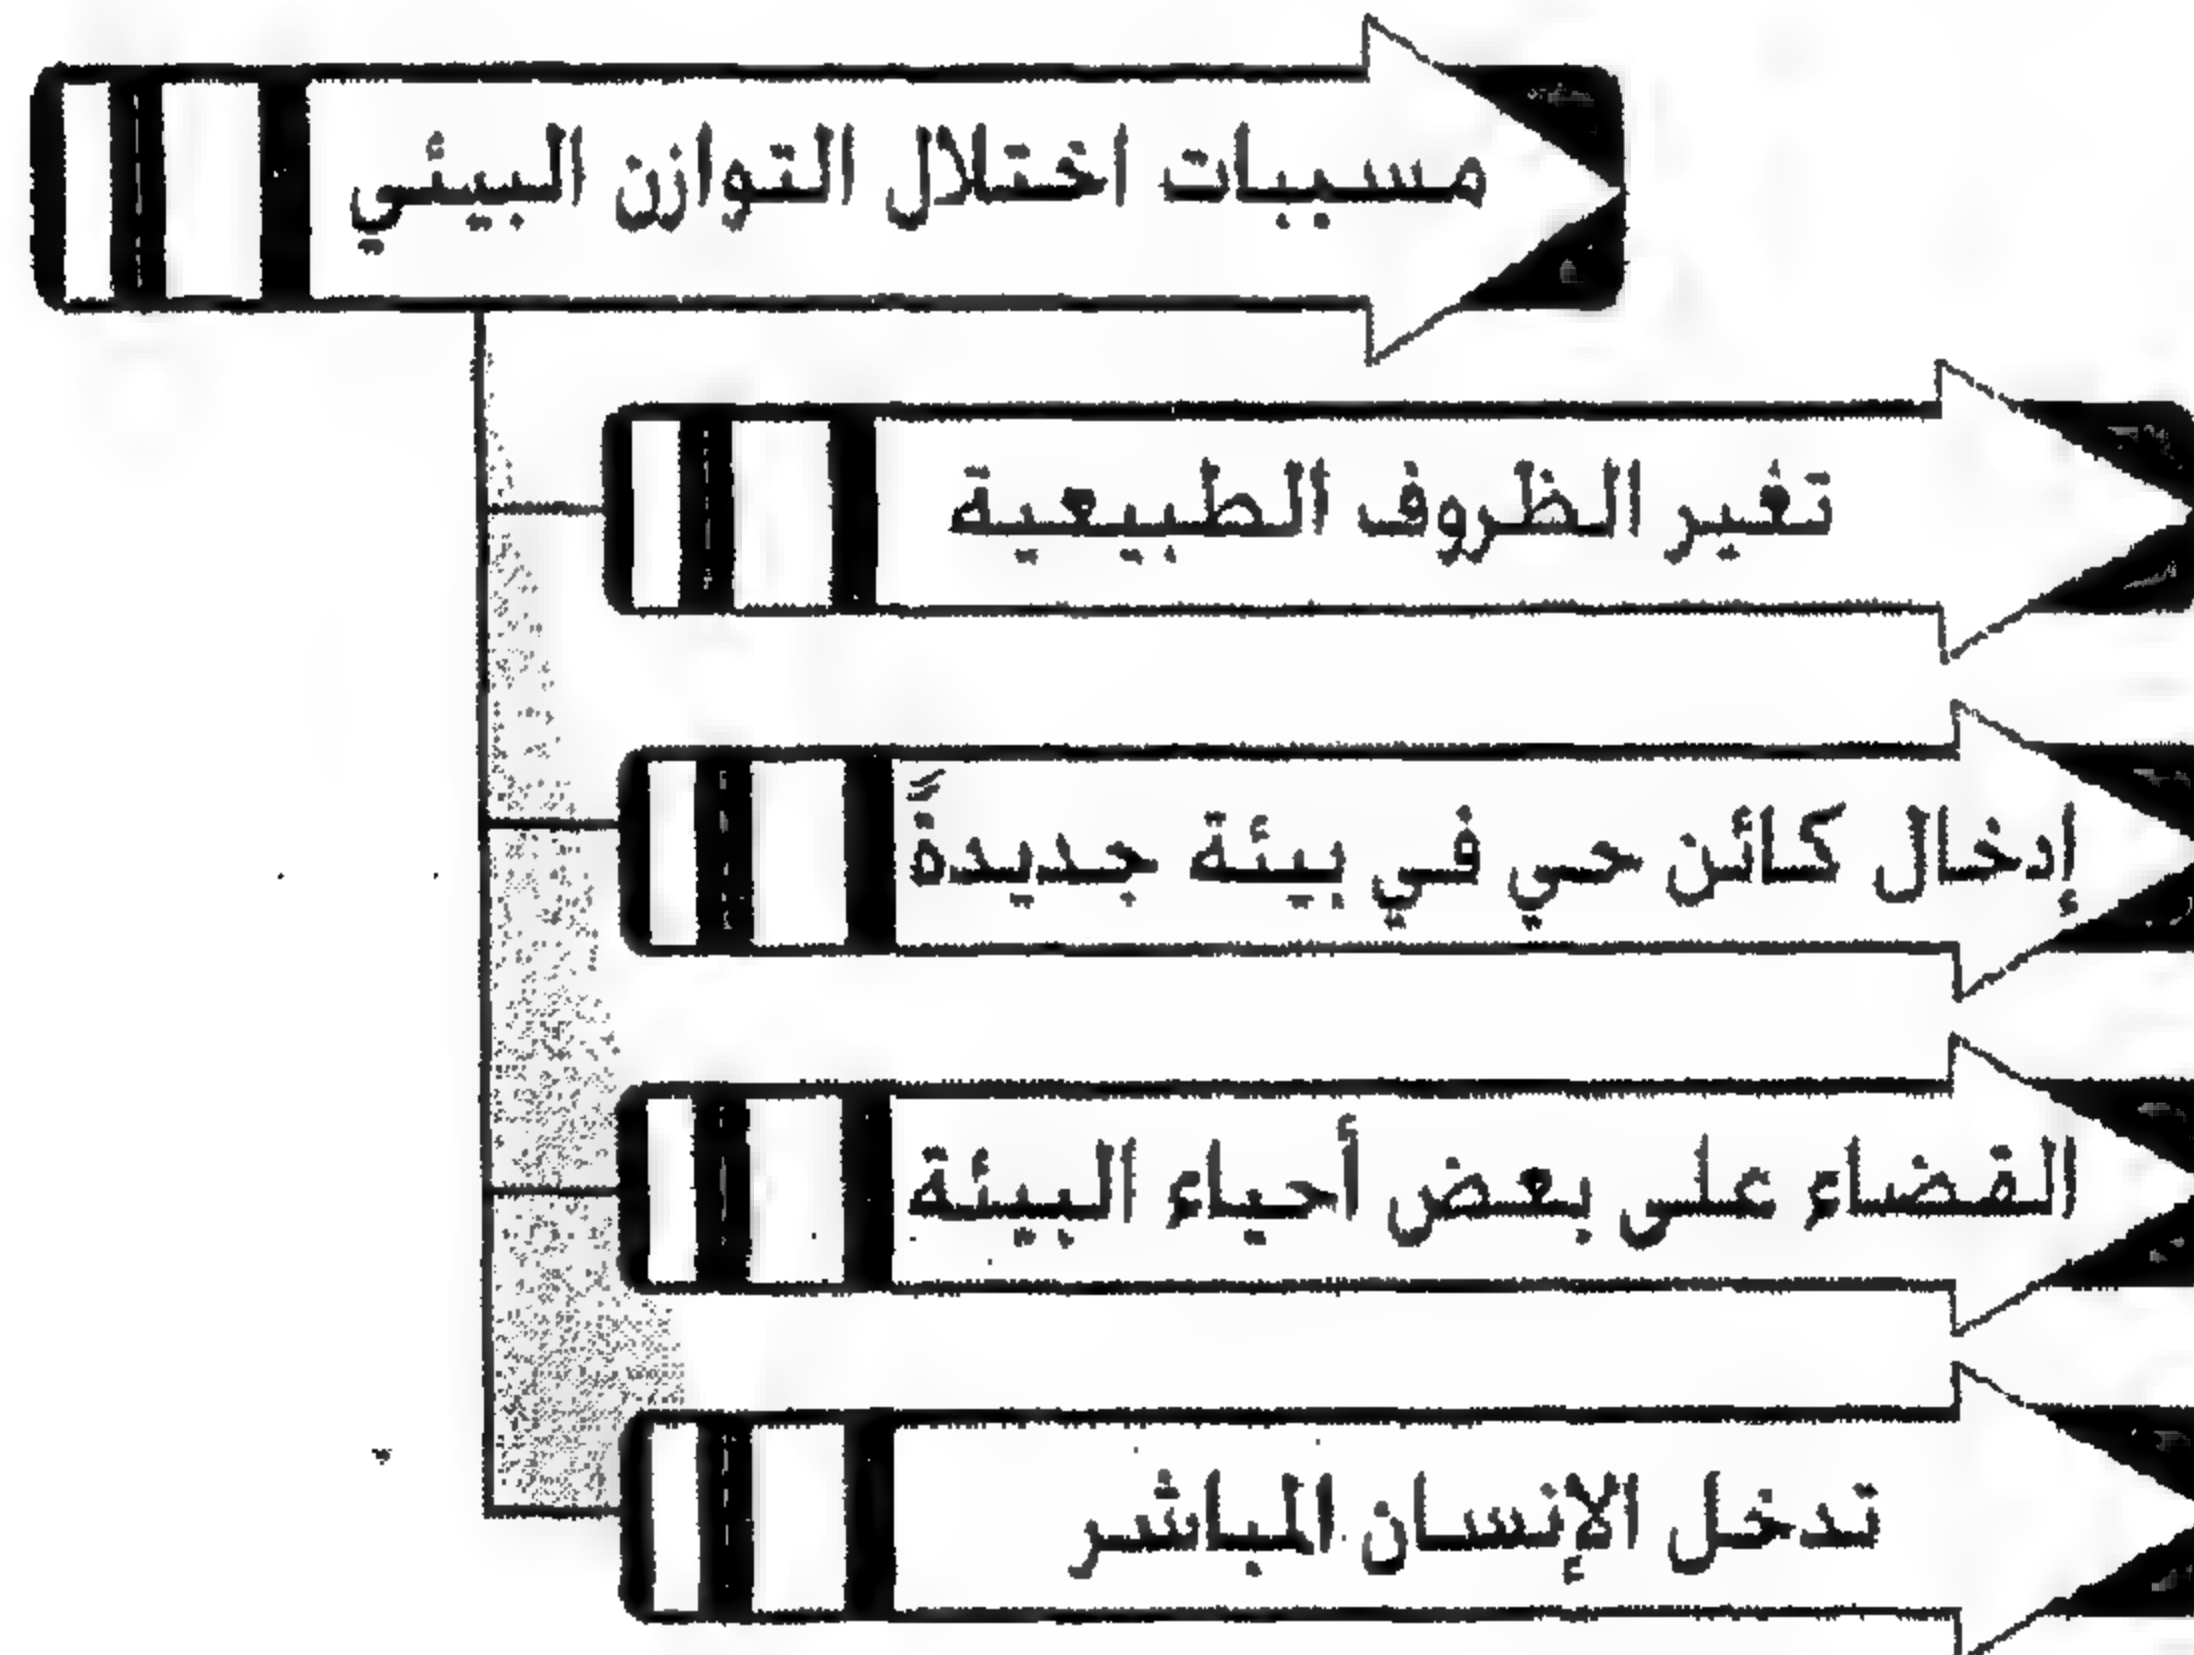 مسببات اختلال التوازن البيئي
تغير الظروف الطبيعية
إدخال كائن حي في بيئة جديدةً
القضاء على بعض أحياء البيئة
تدخل الإنسان المباشر